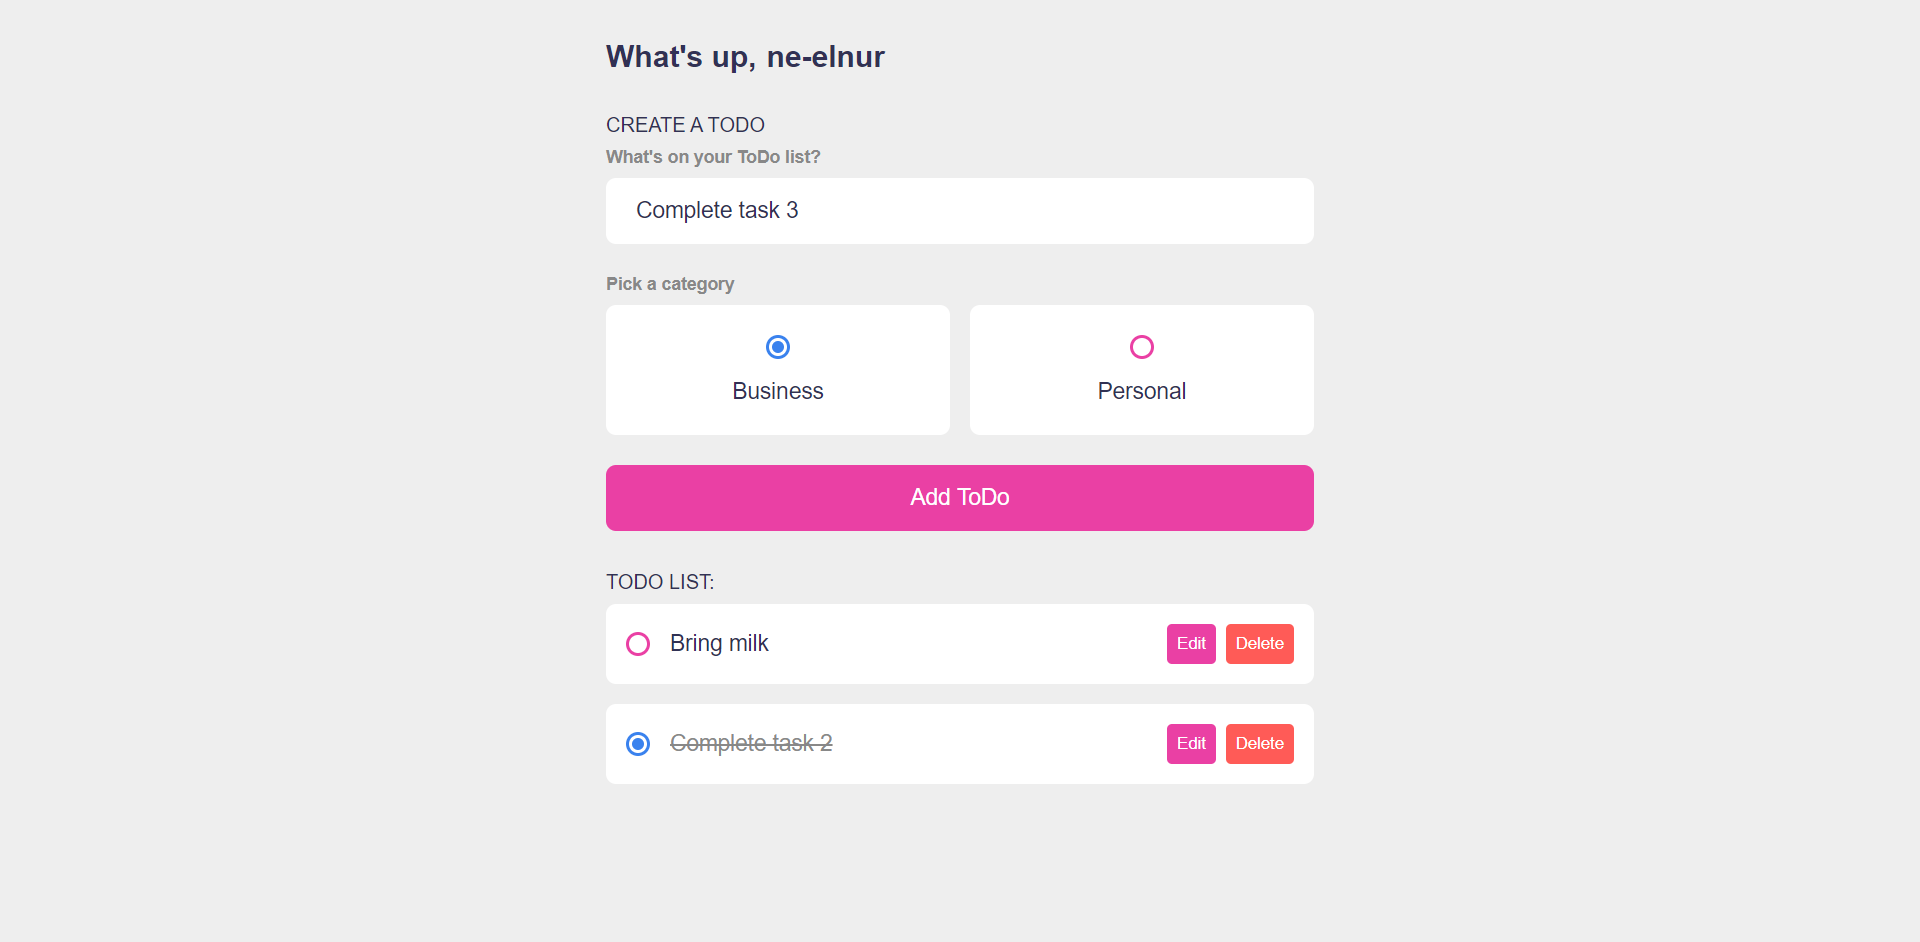 What's up, ne-elnur
CREATE A TODO
What's on your ToDo list?
Complete task 3
Pick a category
Business Personal
Add ToDo
TODO LIST:
Bring milk Edit Delete
Complete task 2 Edit Delete